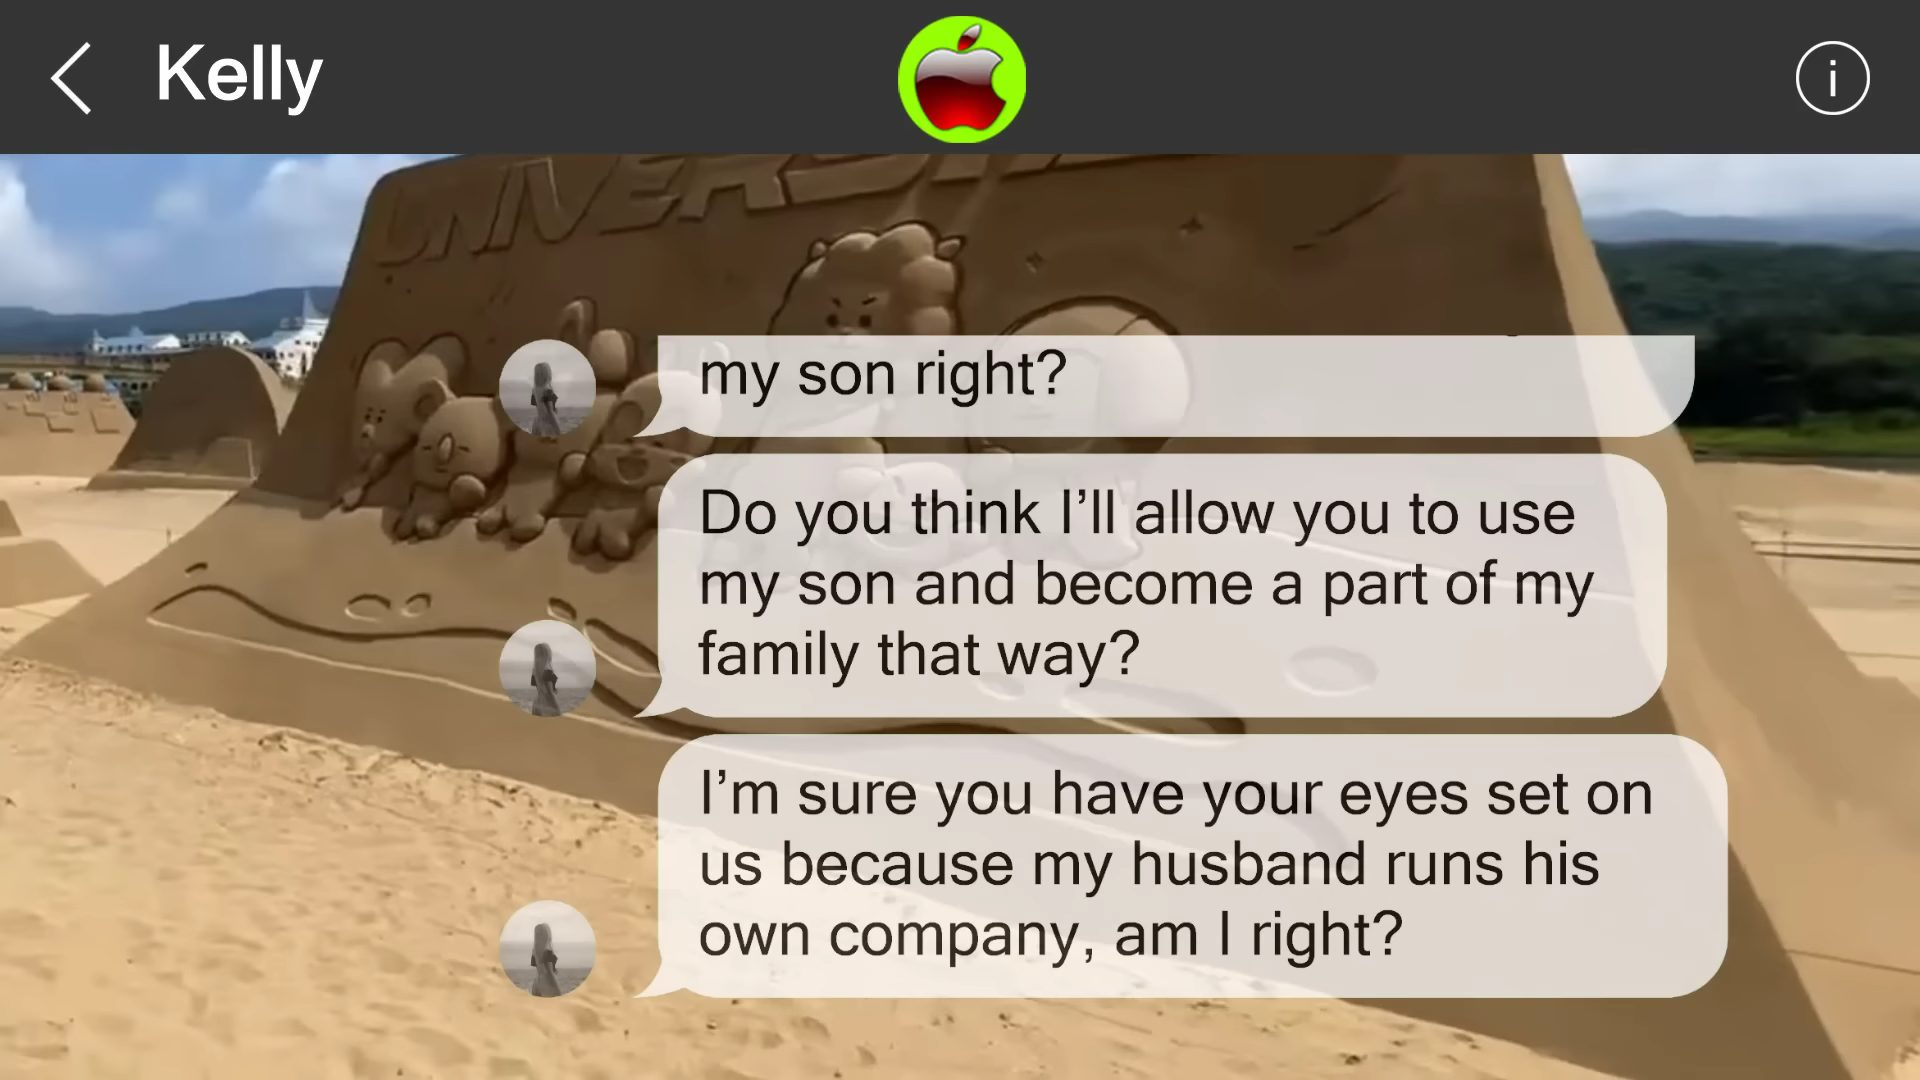 Kelly
UNIVERS
my son right?
Do you think I’ll allow you to use
my son and become a part of my
family that way?
I’m sure you have your eyes set on
us because my husband runs his
own company, am I right?